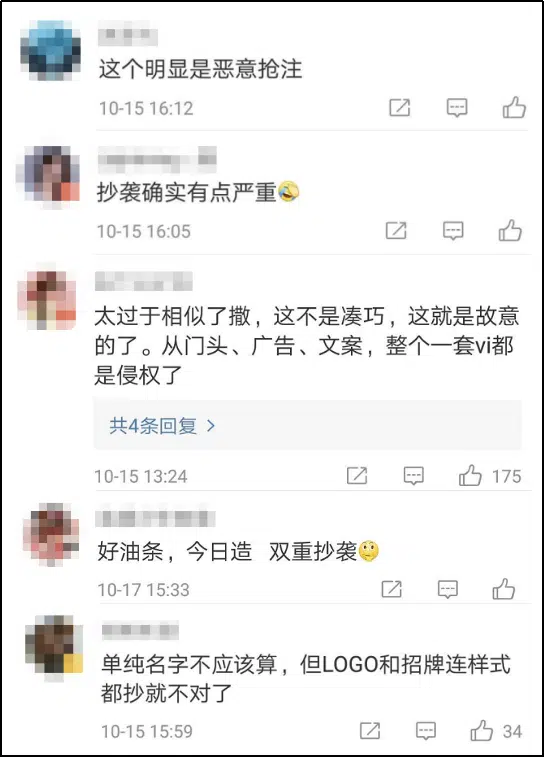 这个明显是恶意抢注
10-15 16:12
抄袭确实有点严重🤣
10-15 16:05
太过于相似了撒，这不是凑巧，这就是故意
的了。从门头、广告、文案，整个一套vi都
是侵权了
共4条回复 >
10-15 13:24
175
好油条，今日造 双重抄袭🤔
10-17 15:33
单纯名字不应该算，但LOGO和招牌连样式
都抄就不对了
10-15 15:59
34